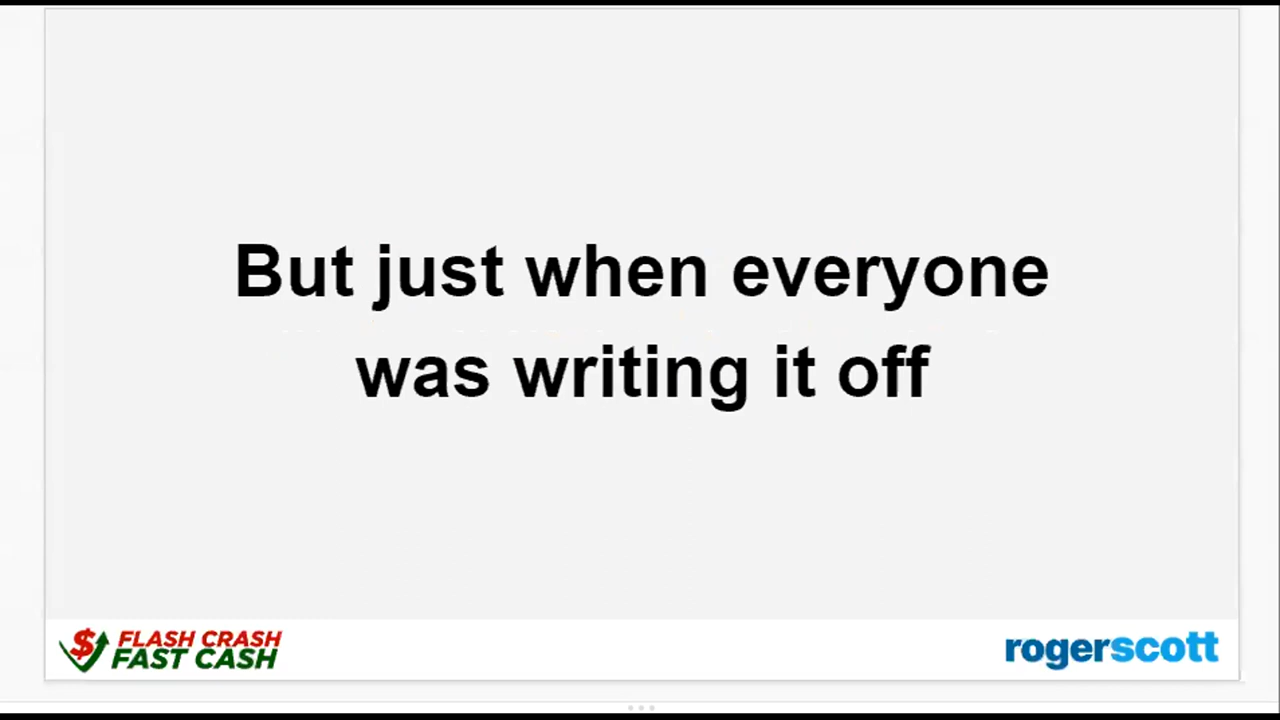 But just when everyone
was writing it off
FLASH CRASH
FAST CASH
rogerscott